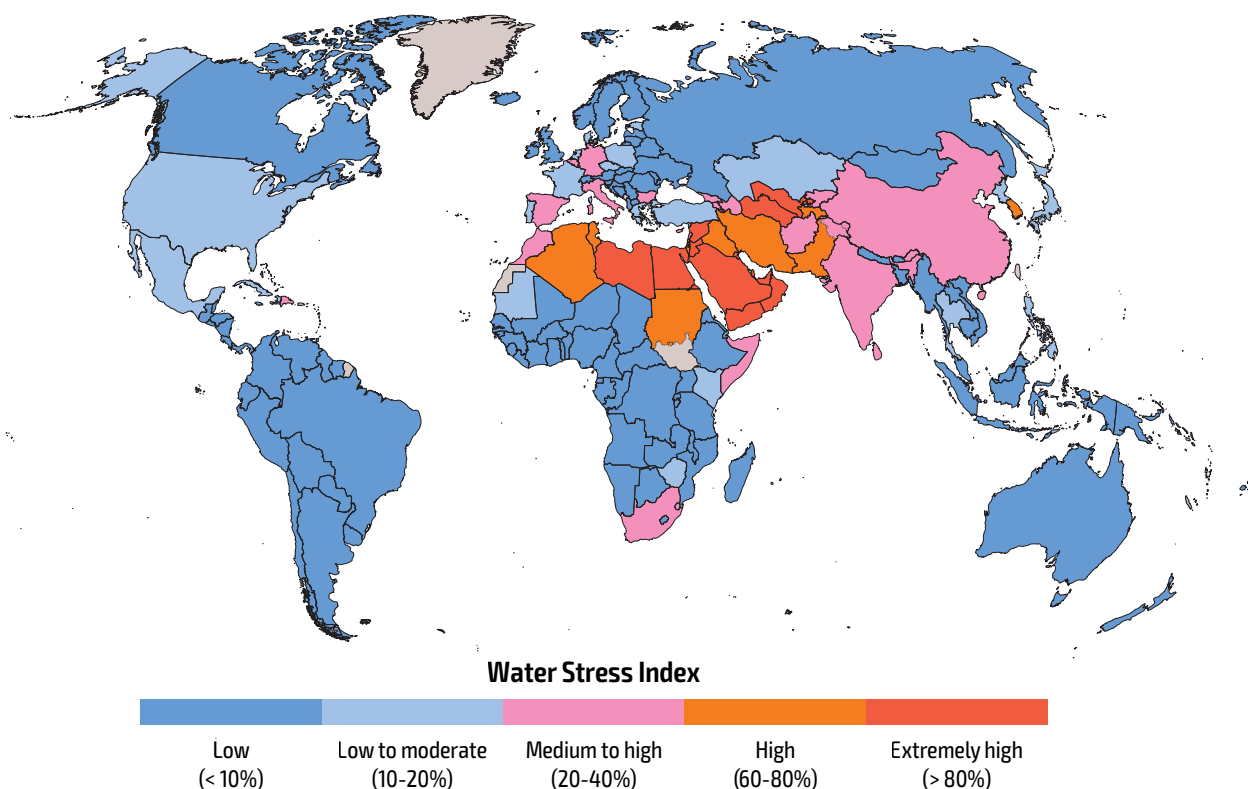 Water Stress Index
Low
(< 10%)
Low to moderate
(10-20%)
Medium to high
(20-40%)
High
(60-80%)
Extremely high
(> 80%)